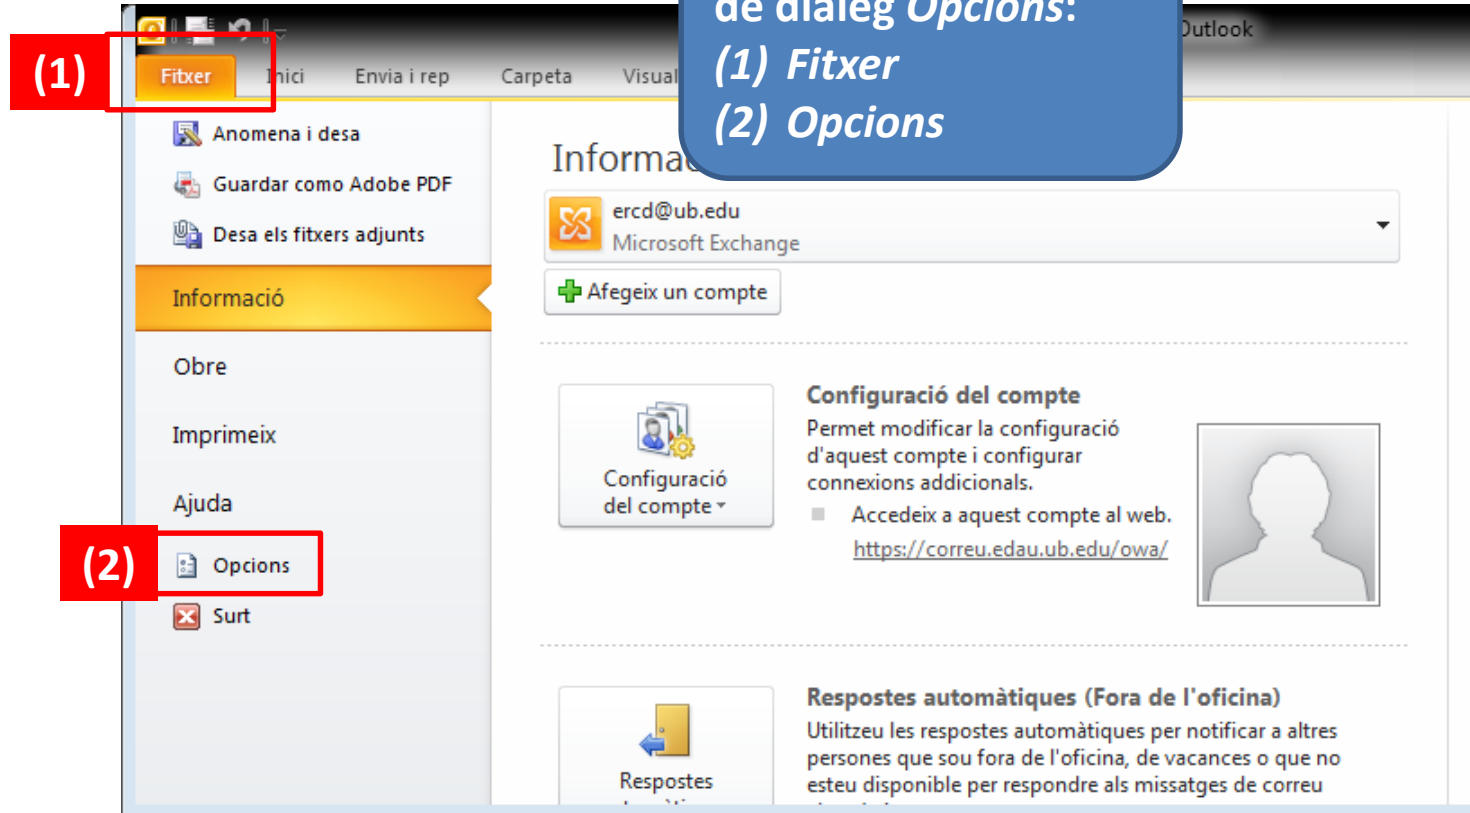 de diàleg Opcions:
(1) Fitxer
(2) Opcions
Outlook
(1)
Fitxer Inici Envia i rep Carpeta Visual
Anomena i desa
Guardar como Adobe PDF
Desa els fitxers adjunts
Informació
Obre
Imprimeix
Ajuda
(2)
Opcions
Surt
Informac
ercd@ub.edu
Microsoft Exchange
Afegeix un compte
Configuració
del compte
Configuració del compte
Permet modificar la configuració
d'aquest compte i configurar
connexions addicionals.
Accedeix a aquest compte al web.
https://correu.edau.ub.edu/owa/
Respostes
Respostes automàtiques (Fora de l'oficina)
Utilitzeu les respostes automàtiques per notificar a altres
persones que sou fora de l'oficina, de vacances o que no
esteu disponible per respondre als missatges de correu